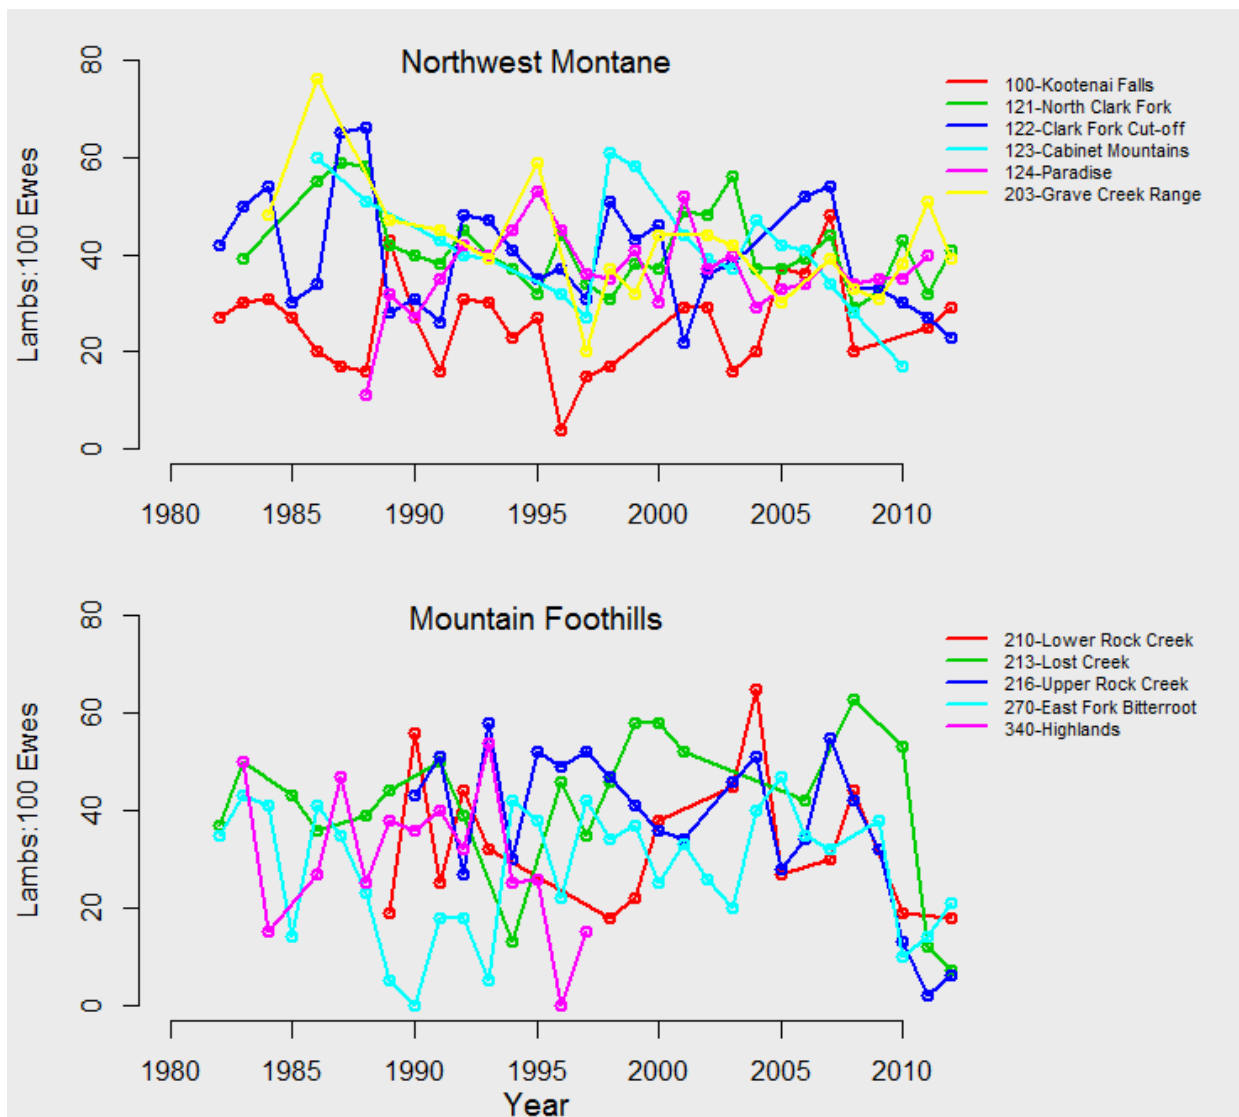 Northwest Montane
Lambs:100 Ewes
80
60
40
20
0
1980 1985 1990 1995 2000 2005 2010
100-Kootenai Falls
121-North Clark Fork
122-Clark Fork Cut-off
123-Cabinet Mountains
124-Paradise
203-Grave Creek Range
Mountain Foothills
Lambs:100 Ewes
80
60
40
20
0
1980 1985 1990 1995 2000 2005 2010
Year
210-Lower Rock Creek
213-Lost Creek
216-Upper Rock Creek
270-East Fork Bitterroot
340-Highlands